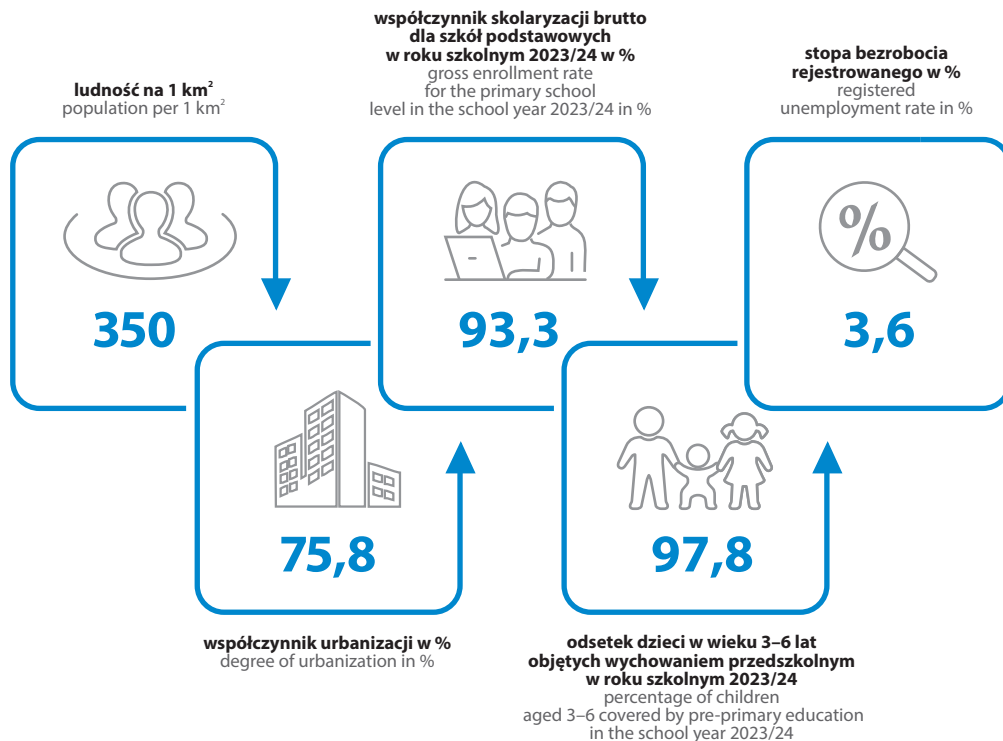 ludność na 1 km²
population per 1 km²
350
współczynnik urbanizacji w %
degree of urbanization in %
75,8
współczynnik skolaryzacji brutto
dla szkół podstawowych
w roku szkolnym 2023/24 w %
gross enrollment rate
for the primary school
level in the school year 2023/24 in %
93,3
odsetek dzieci w wieku 3–6 lat
objętych wychowaniem przedszkolnym
w roku szkolnym 2023/24
percentage of children
aged 3–6 covered by pre-primary education
in the school year 2023/24
97,8
stopa bezrobocia
rejestrowanego w %
registered
unemployment rate in %
%
3,6